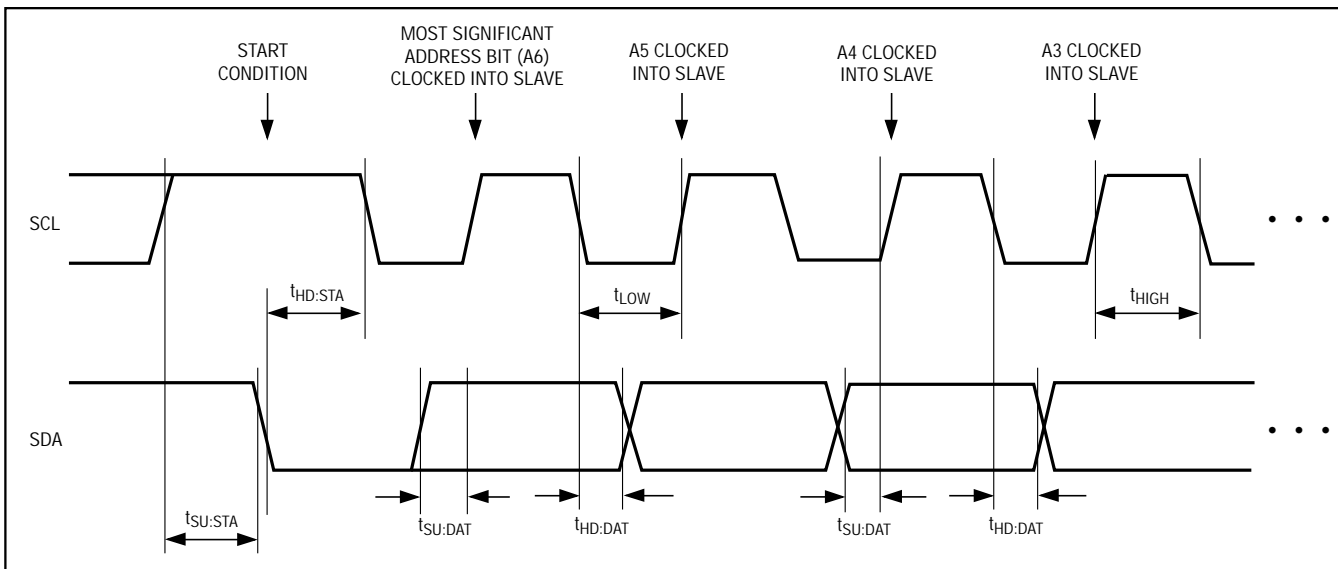 START
CONDITION
MOST SIGNIFICANT
ADDRESS BIT (A6)
CLOCKED INTO SLAVE
A5 CLOCKED
INTO SLAVE
A4 CLOCKED
INTO SLAVE
A3 CLOCKED
INTO SLAVE
SCL
• • •
tHD:STA
tLOW
tHIGH
SDA
• • •
tSU:STA
tSU:DAT
tHD:DAT
tSU:DAT
tHD:DAT